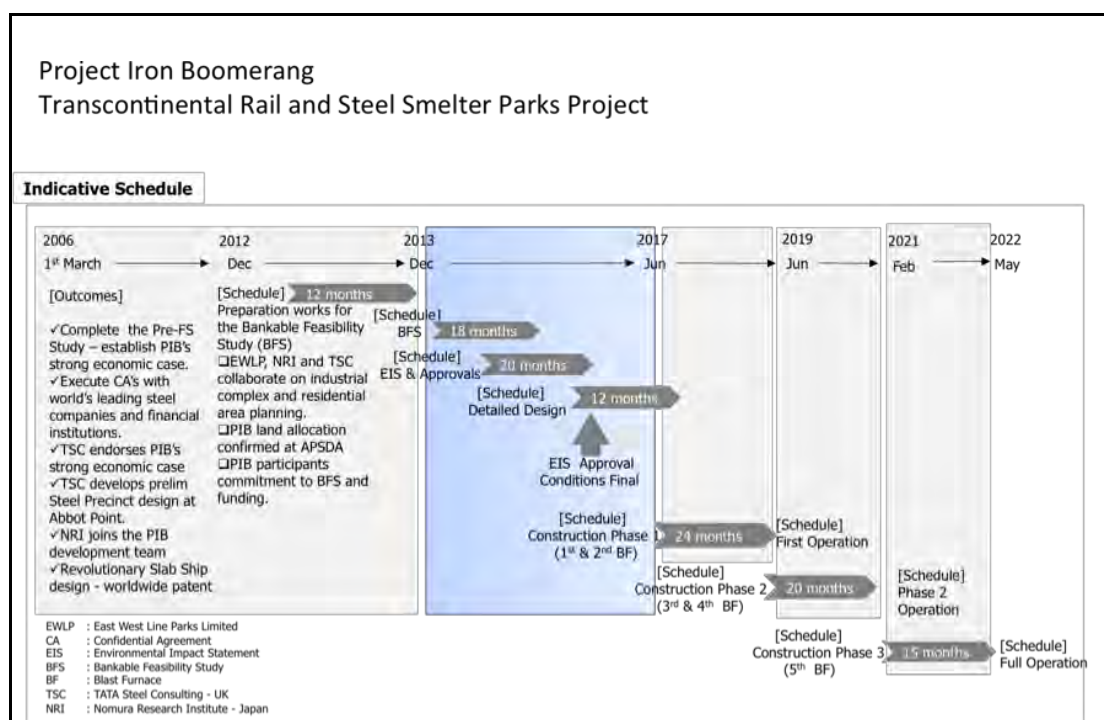 Project Iron Boomerang
Transcontinental Rail and Steel Smelter Parks Project
Indicative Schedule
2006
1st March
2012
Dec
2013
Dec
2017
Jun
2019
Jun
2021
Feb
2022
May
[Outcomes]
✓Complete the Pre-FS
Study – establish PIB's
strong economic case.
✓Execute CA's with
world's leading steel
companies and financial
institutions.
✓TSC endorses PIB's
strong economic case
✓TSC develops prelim
Steel Precinct design at
Abbot Point.
✓NRI joins the PIB
development team
✓Revolutionary Slab Ship
design - worldwide patent
[Schedule]
12 months
Preparation works for
the Bankable Feasibility
Study (BFS)
❑EWLP, NRI and TSC
collaborate on industrial
complex and residential
area planning.
❑PIB land allocation
confirmed at APSDA
❑PIB participants
commitment to BFS and
funding.
[Schedule]
BFS
18 months
[Schedule]
EIS & Approvals
20 months
[Schedule]
Detailed Design
12 months
EIS Approval
Conditions Final
[Schedule]
Construction Phase 1
(1st & 2nd BF)
24 months
[Schedule]
First Operation
[Schedule]
Construction Phase 2
(3rd & 4th BF)
20 months
[Schedule]
Phase 2
Operation
[Schedule]
Construction Phase 3
(5th BF)
15 months
[Schedule]
Full Operation
EWLP : East West Line Parks Limited
CA : Confidential Agreement
EIS : Environmental Impact Statement
BFS : Bankable Feasibility Study
BF : Blast Furnace
TSC : TATA Steel Consulting - UK
NRI : Nomura Research Institute - Japan